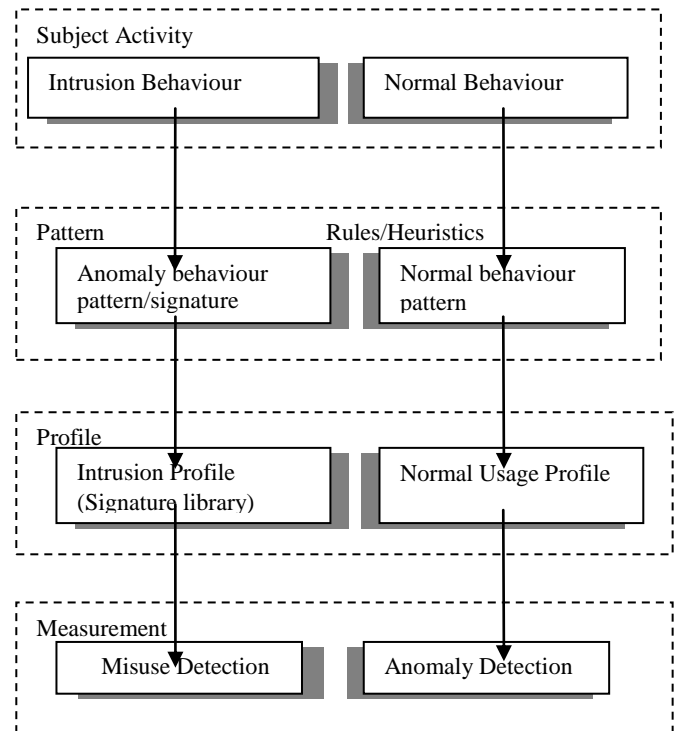 Subject Activity
Intrusion Behaviour
Normal Behaviour
Pattern
Rules/Heuristics
Anomaly behaviour
pattern/signature
Normal behaviour
pattern
Profile
Intrusion Profile
(Signature library)
Normal Usage Profile
Measurement
Misuse Detection
Anomaly Detection